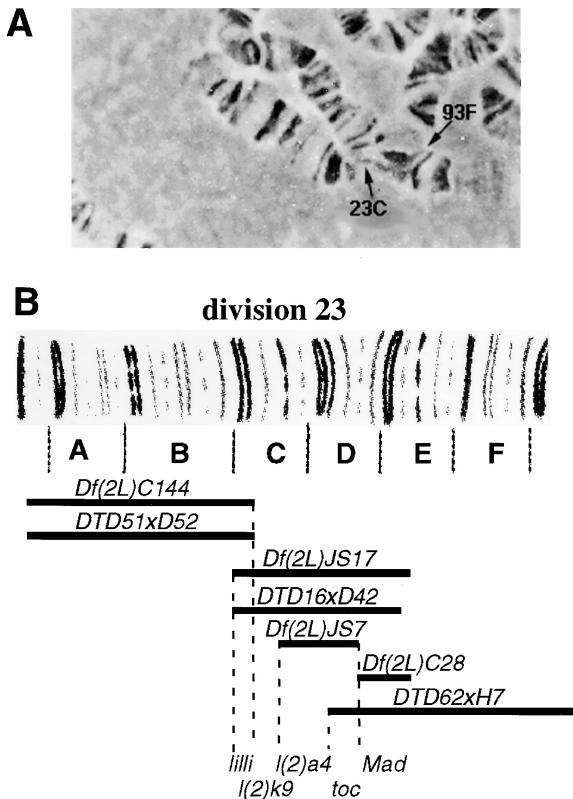 A
93F
23C
B
division 23
A B C D E F
Df(2L)C144
DTD51xD52
Df(2L)JS17
DTD16xD42
Df(2L)JS7
Df(2L)C28
DTD62xH7
lilli l(2)a4 Mad
l(2)k9 toc